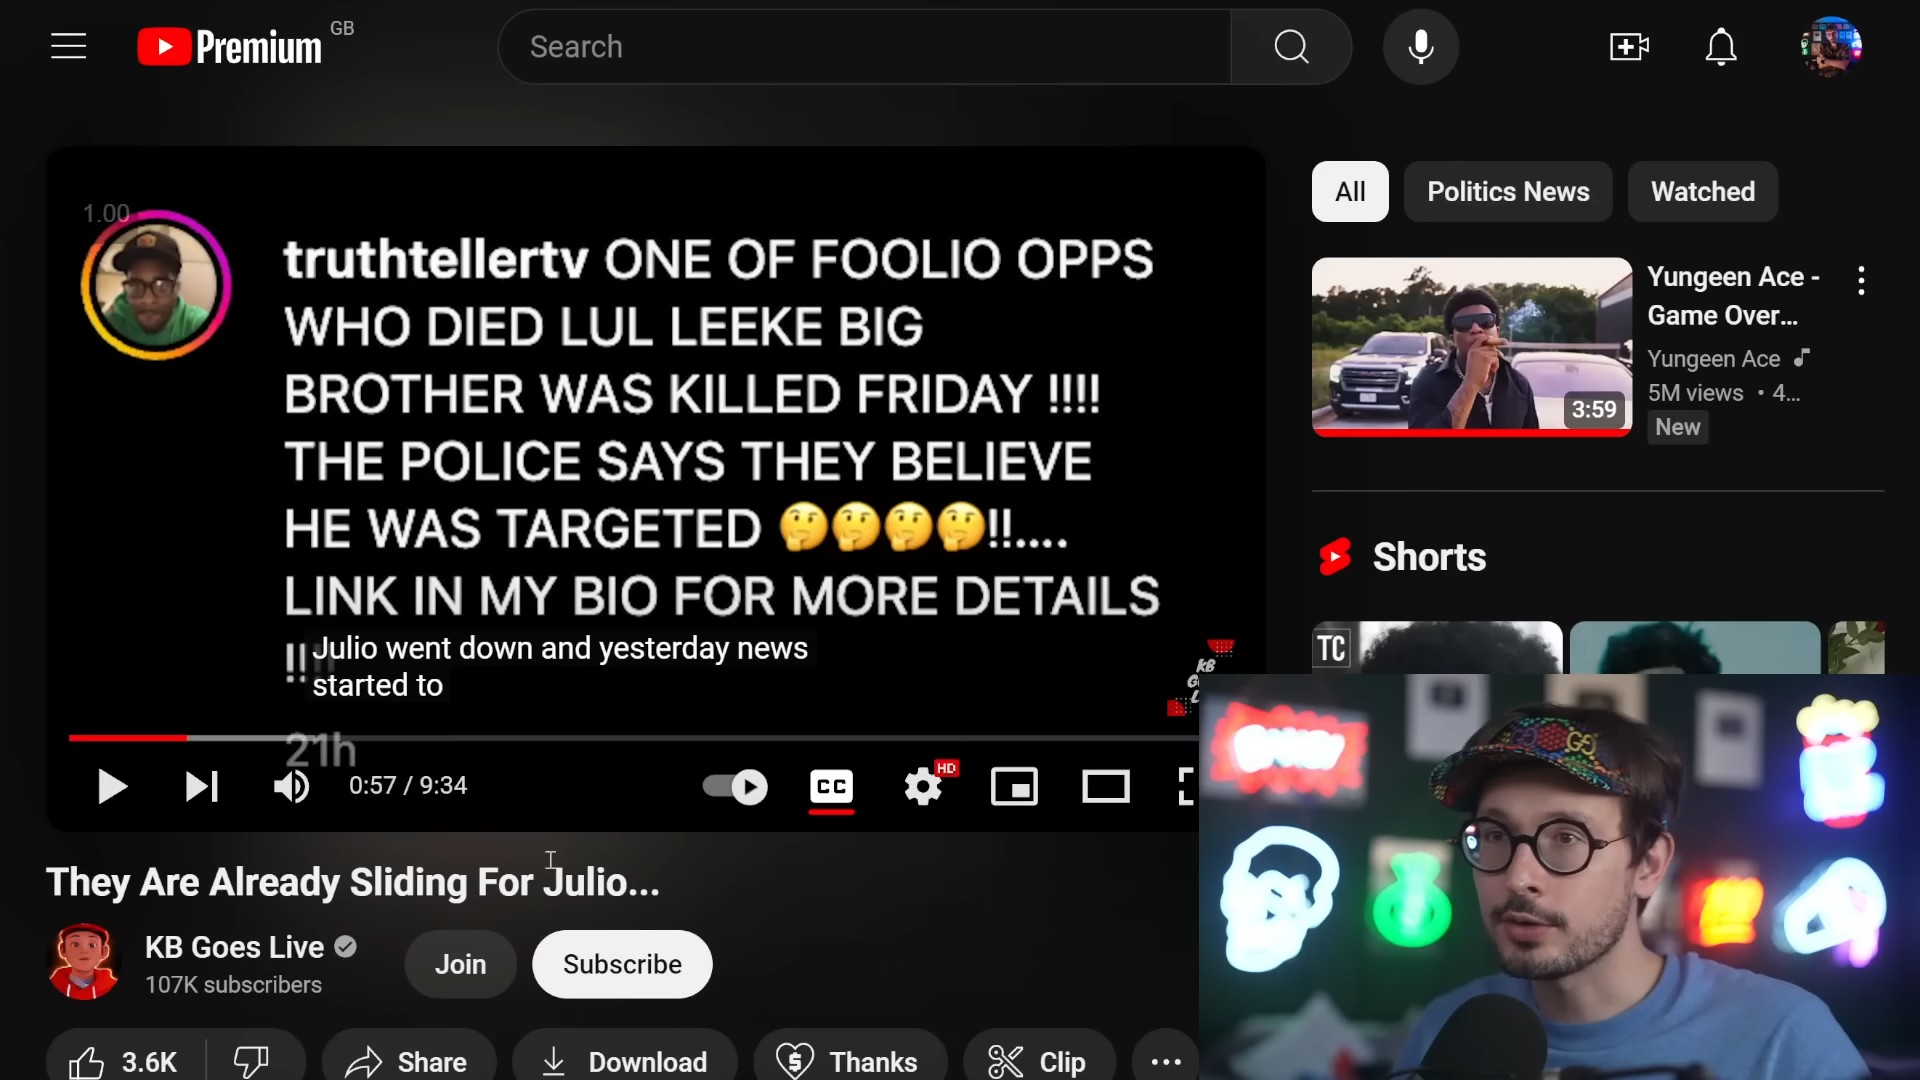 Premium
GB
Search
1.00
truthtellertv ONE OF FOOLIO OPPS
WHO DIED LUL LEEKE BIG
BROTHER WAS KILLED FRIDAY !!!!
THE POLICE SAYS THEY BELIEVE
HE WAS TARGETED 🤔🤔🤔🤔!!....
LINK IN MY BIO FOR MORE DETAILS
!!!!
Julio went down and yesterday news
started to
21h
KB
0:57 / 9:34
CC
HD
They Are Already Sliding For Julio...
KB Goes Live
107K subscribers
Join
Subscribe
3.6K
Share
Download
Thanks
Clip
All
Politics News
Watched
3:59
Yungeen Ace -
Game Over...
Yungeen Ace
5M views • 4...
New
Shorts
TC